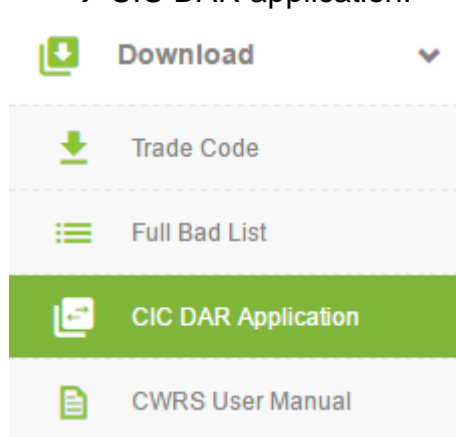 CIC DAR application.
Download
Trade Code
Full Bad List
CIC DAR Application
CWRS User Manual